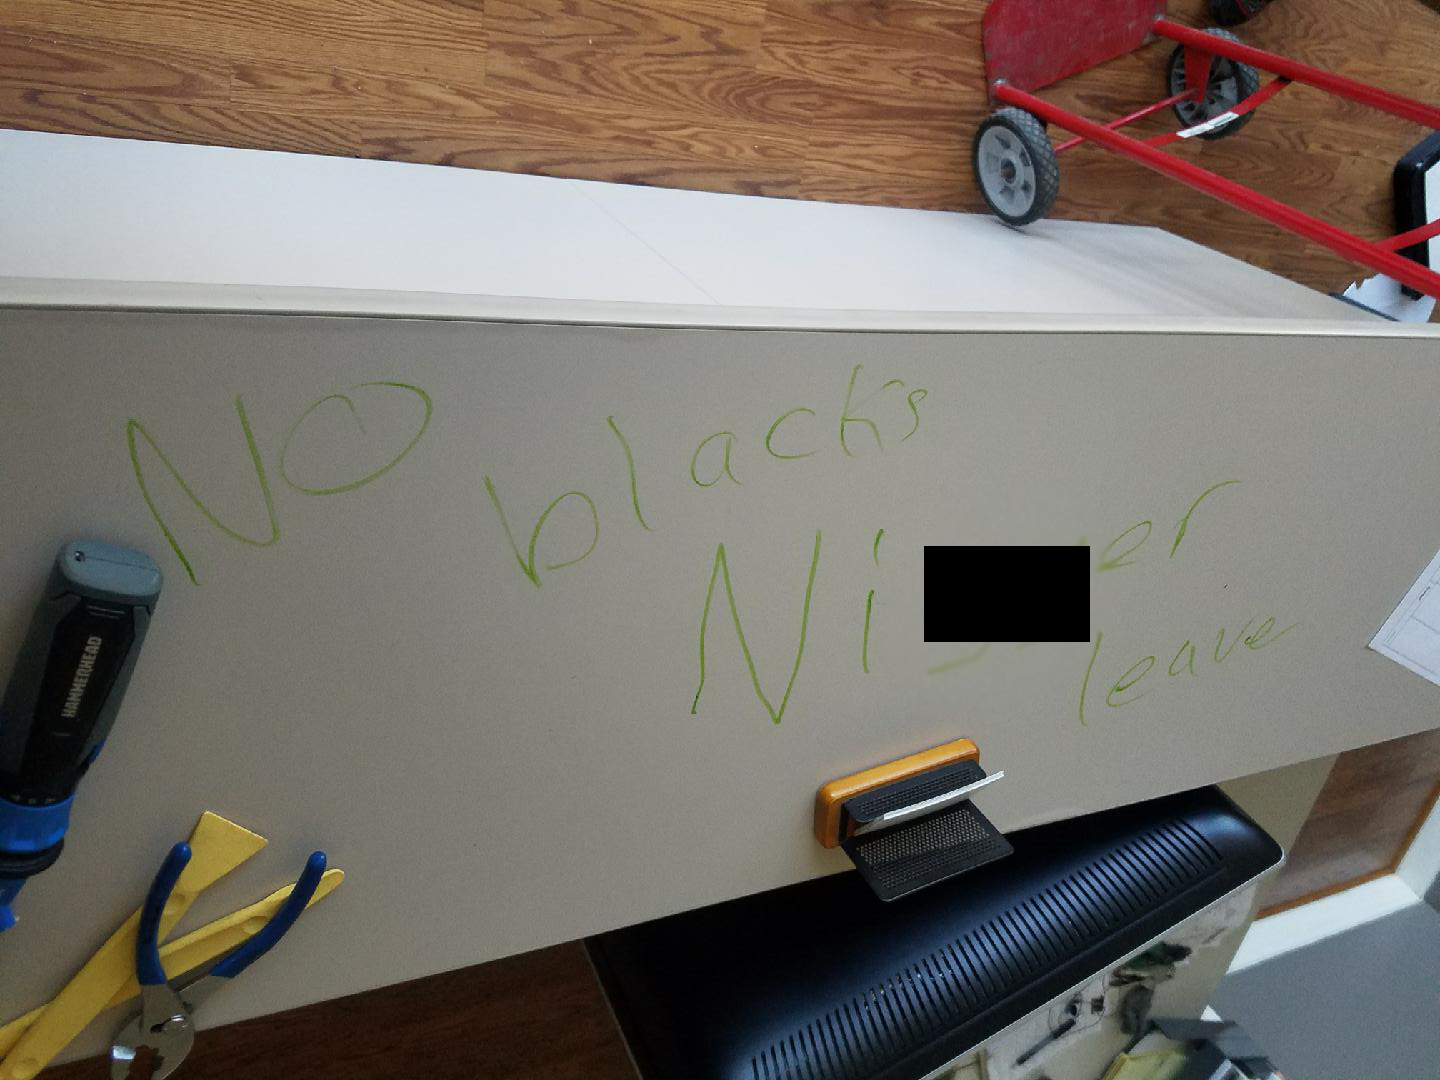 NO blacks
Ni er
leave
HAMMERHEAD